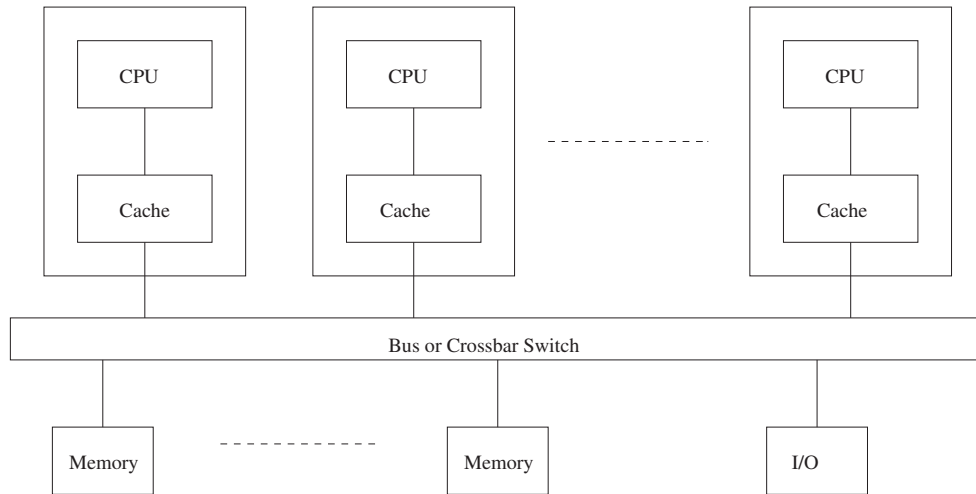 CPU
CPU
CPU
Cache
Cache
Cache
Bus or Crossbar Switch
Memory
Memory
I/O